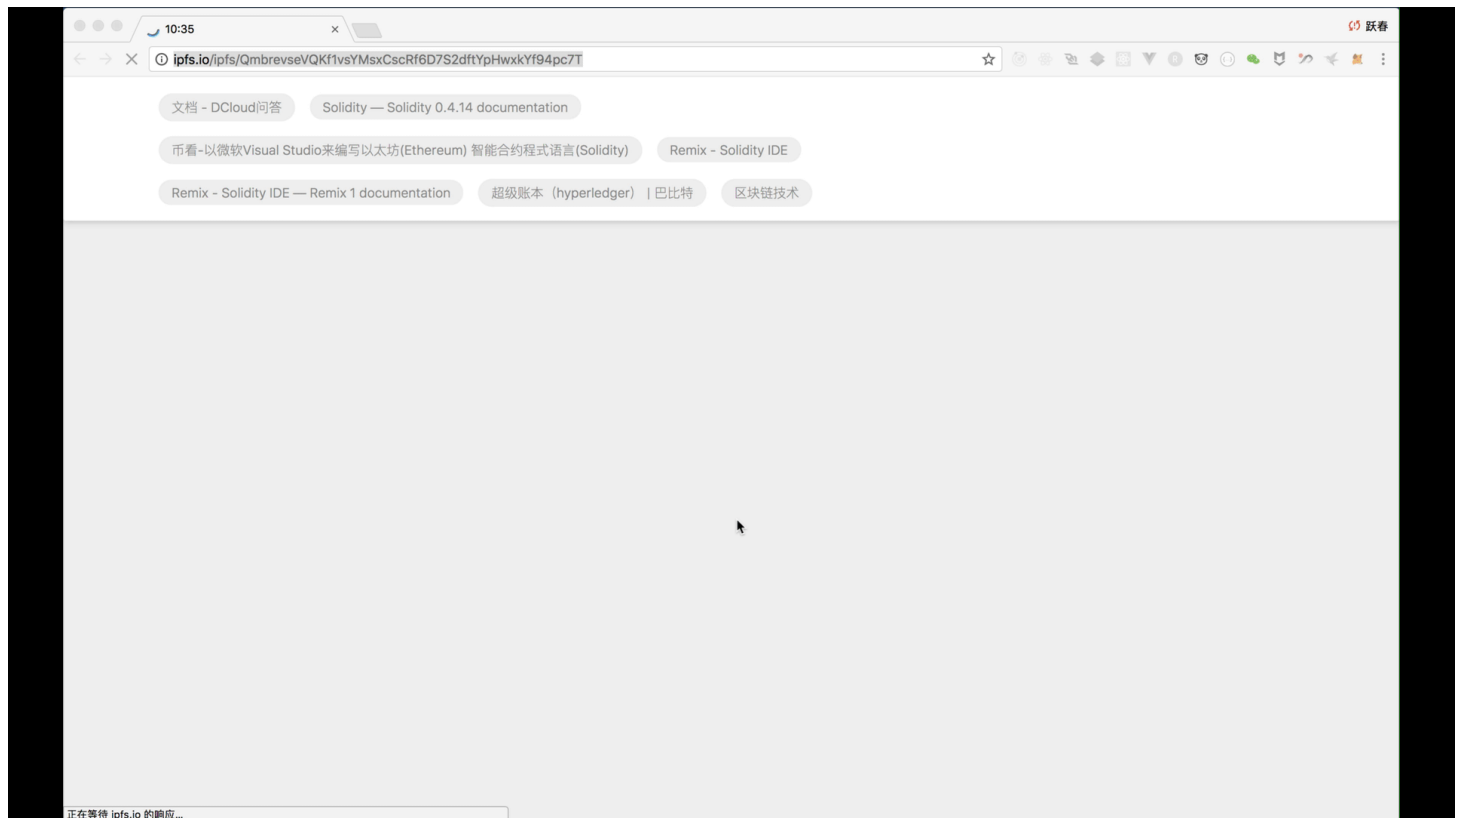 10:35
跃春
ipfs.io/ipfs/QmbrevseVQKf1vsYMsxCscRf6D7S2dftYpHwxkYf94pc7T
文档 - DCloud问答
Solidity — Solidity 0.4.14 documentation
币看-以微软Visual Studio来编写以太坊(Ethereum) 智能合约程式语言(Solidity)
Remix - Solidity IDE
Remix - Solidity IDE — Remix 1 documentation
超级账本（hyperledger） | 巴比特
区块链技术
正在等待 ipfs.io 的响应...